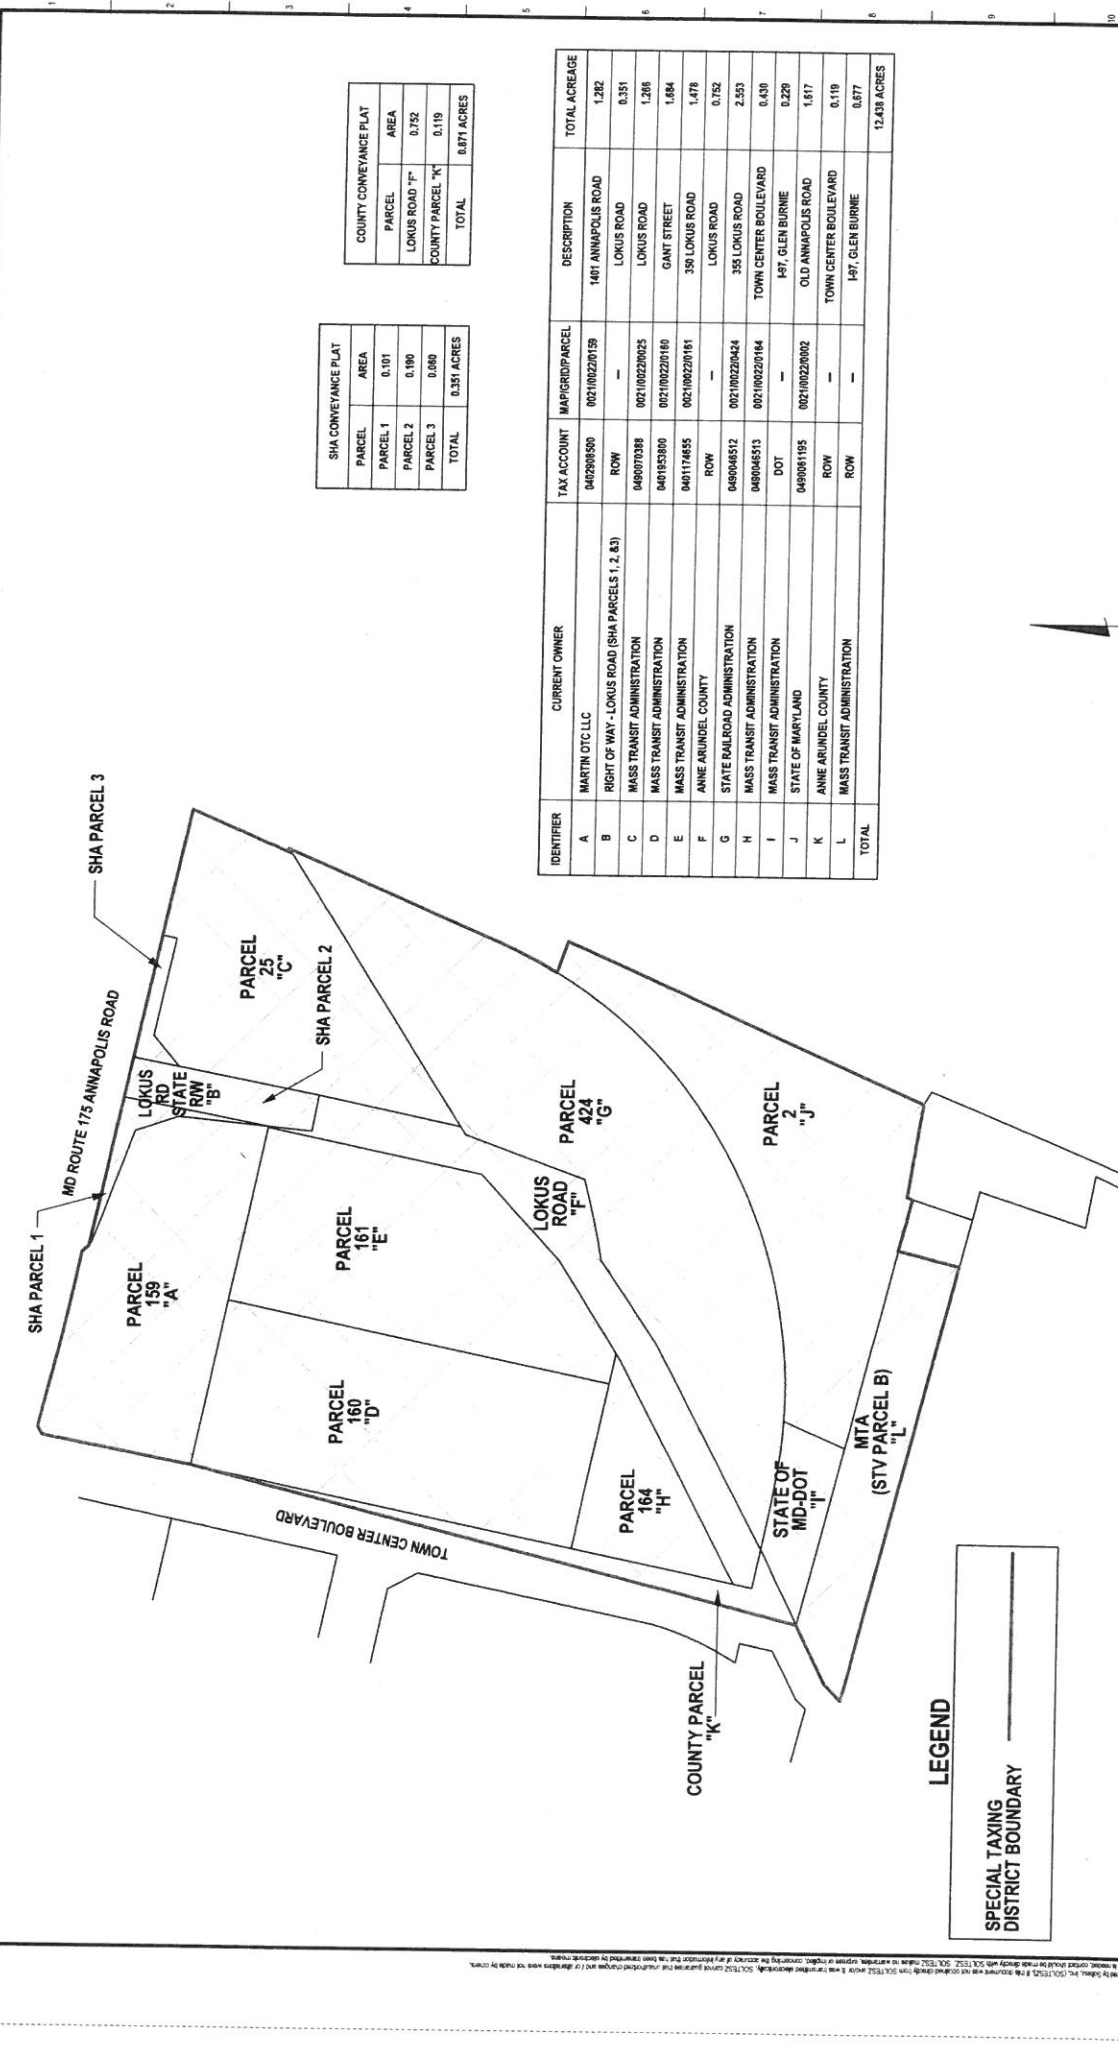 1
2
3
4
5
6
7
8
9
10
SHA PARCEL 1
MD ROUTE 175 ANNAPOLIS ROAD
SHA PARCEL 3
PARCEL
159
"A"
LOKUS
RD
STATE
R/W
"B"
PARCEL
25
"C"
SHA PARCEL 2
PARCEL
160
"D"
PARCEL
161
"E"
LOKUS
ROAD
"F"
PARCEL
424
"G"
PARCEL
164
"H"
STATE OF
MD-DOT
"I"
PARCEL
2
"J"
COUNTY PARCEL
"K"
MTA
(STV PARCEL B)
"L"
TOWN CENTER BOULEVARD
SHA CONVEYANCE PLAT
PARCEL AREA
PARCEL 1 0.101
PARCEL 2 0.190
PARCEL 3 0.060
TOTAL 0.351 ACRES
COUNTY CONVEYANCE PLAT
PARCEL AREA
LOKUS ROAD "F" 0.752
COUNTY PARCEL "K" 0.119
TOTAL 0.871 ACRES
IDENTIFIER CURRENT OWNER TAX ACCOUNT MAP/GRID/PARCEL DESCRIPTION TOTAL ACREAGE
A MARTIN OTC LLC 0402908500 0021/0022/0159 1401 ANNAPOLIS ROAD 1.282
B RIGHT OF WAY - LOKUS ROAD (SHA PARCELS 1, 2, &3) ROW — LOKUS ROAD 0.351
C MASS TRANSIT ADMINISTRATION 0490070388 0021/0022/0025 LOKUS ROAD 1.266
D MASS TRANSIT ADMINISTRATION 0401953800 0021/0022/0160 GANT STREET 1.684
E MASS TRANSIT ADMINISTRATION 0401174655 0021/0022/0161 350 LOKUS ROAD 1.478
F ANNE ARUNDEL COUNTY ROW — LOKUS ROAD 0.752
G STATE RAILROAD ADMINISTRATION 0490046512 0021/0022/0424 355 LOKUS ROAD 2.553
H MASS TRANSIT ADMINISTRATION 0490046513 0021/0022/0164 TOWN CENTER BOULEVARD 0.430
I MASS TRANSIT ADMINISTRATION DOT — I-97, GLEN BURNIE 0.229
J STATE OF MARYLAND 0490061195 0021/0022/0002 OLD ANNAPOLIS ROAD 1.617
K ANNE ARUNDEL COUNTY ROW — TOWN CENTER BOULEVARD 0.119
L MASS TRANSIT ADMINISTRATION ROW — I-97, GLEN BURNIE 0.677
TOTAL 12.438 ACRES
LEGEND
SPECIAL TAXING
DISTRICT BOUNDARY